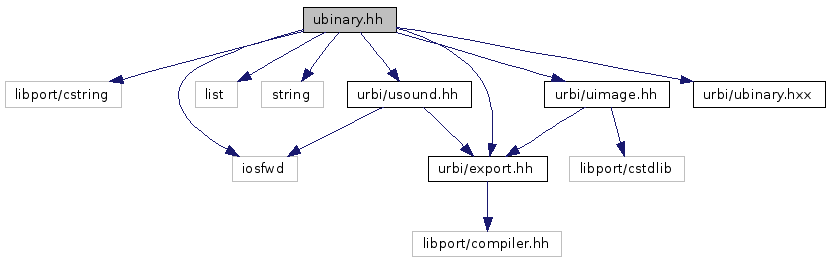 ubinary.hh
libport/cstring
list
string
urbi/usound.hh
urbi/uimage.hh
urbi/ubinary.hxx
iosfwd
urbi/export.hh
libport/cstdlib
libport/compiler.hh